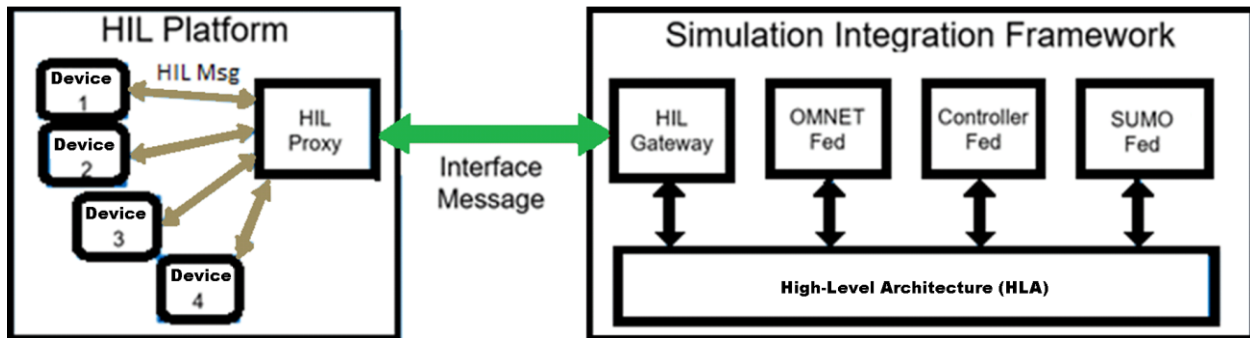 HIL Platform
HIL Msg
Device
1
Device
2
Device
3
Device
4
HIL
Proxy
Interface
Message
Simulation Integration Framework
HIL
Gateway
OMNET
Fed
Controller
Fed
SUMO
Fed
High-Level Architecture (HLA)